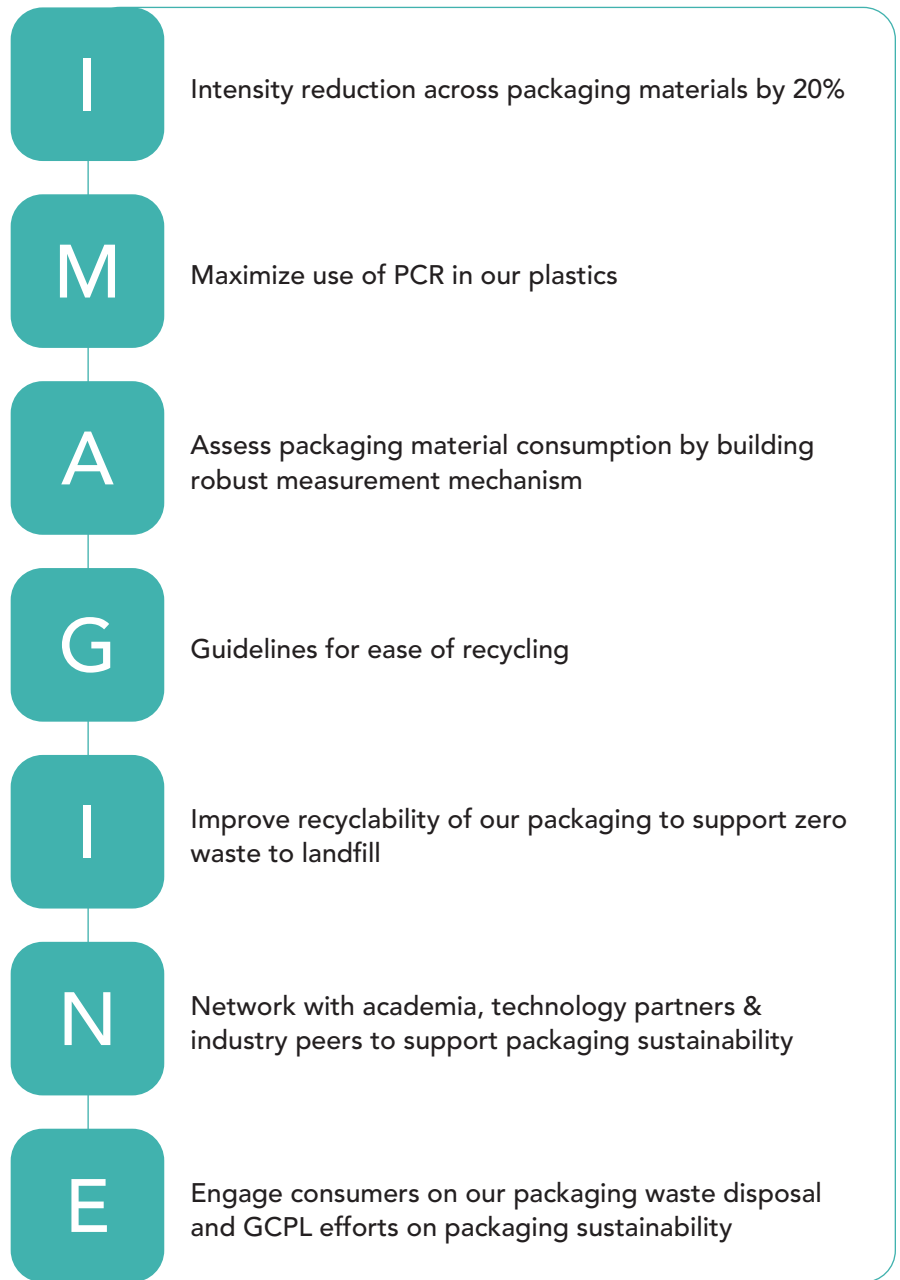 I
Intensity reduction across packaging materials by 20%
M
Maximize use of PCR in our plastics
A
Assess packaging material consumption by building
robust measurement mechanism
G
Guidelines for ease of recycling
I
Improve recyclability of our packaging to support zero
waste to landfill
N
Network with academia, technology partners &
industry peers to support packaging sustainability
E
Engage consumers on our packaging waste disposal
and GCPL efforts on packaging sustainability